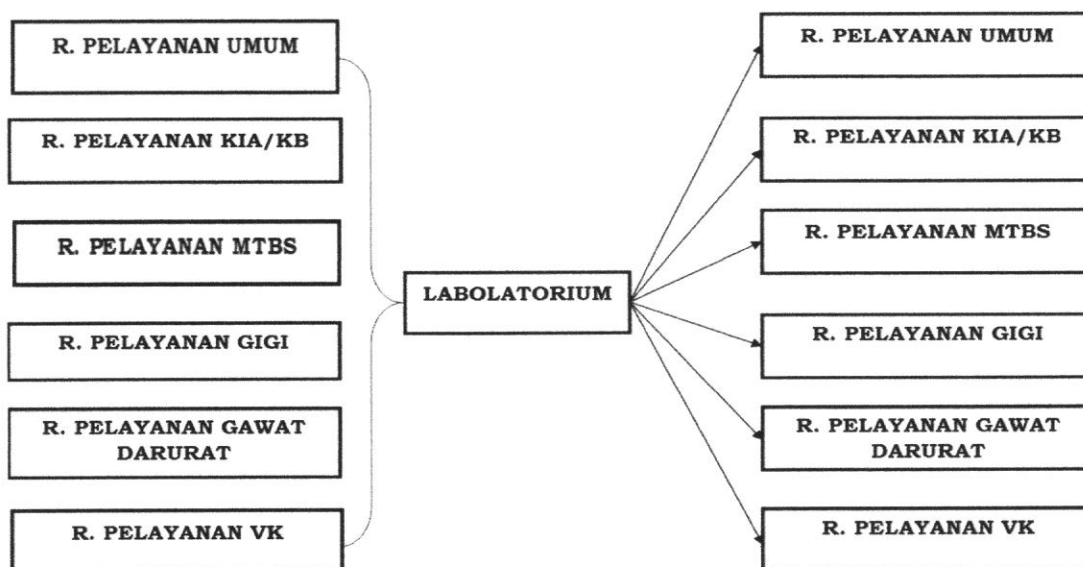 R. PELAYANAN UMUM
R. PELAYANAN KIA/KB
R. PELAYANAN MTBS
R. PELAYANAN GIGI
R. PELAYANAN GAWAT
DARURAT
R. PELAYANAN VK
LABOLATORIUM
R. PELAYANAN UMUM
R. PELAYANAN KIA/KB
R. PELAYANAN MTBS
R. PELAYANAN GIGI
R. PELAYANAN GAWAT
DARURAT
R. PELAYANAN VK